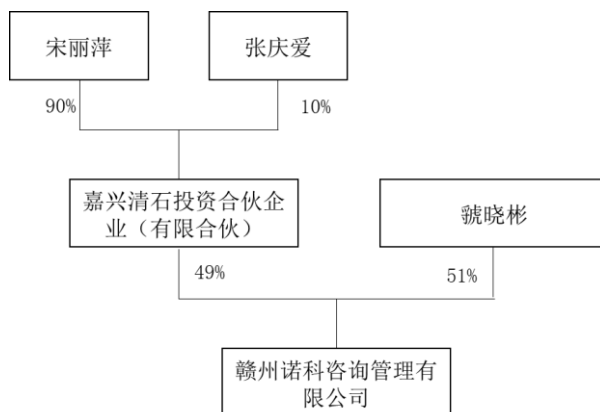 宋丽萍
张庆爱
90%
10%
嘉兴清石投资合伙企
业（有限合伙）
虢晓彬
49%
51%
赣州诺科咨询管理有
限公司